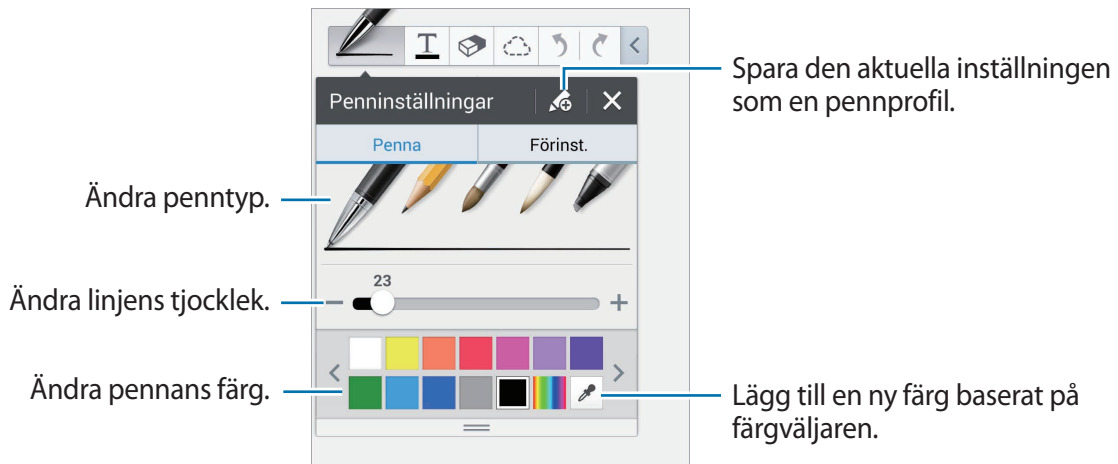 T
Spara den aktuella inställningen
som en pennprofil.
Penninställningar
Penna
Förinst.
Ändra penntyp.
23
Ändra linjens tjocklek.
Ändra pennans färg.
Lägg till en ny färg baserat på
färgväljaren.